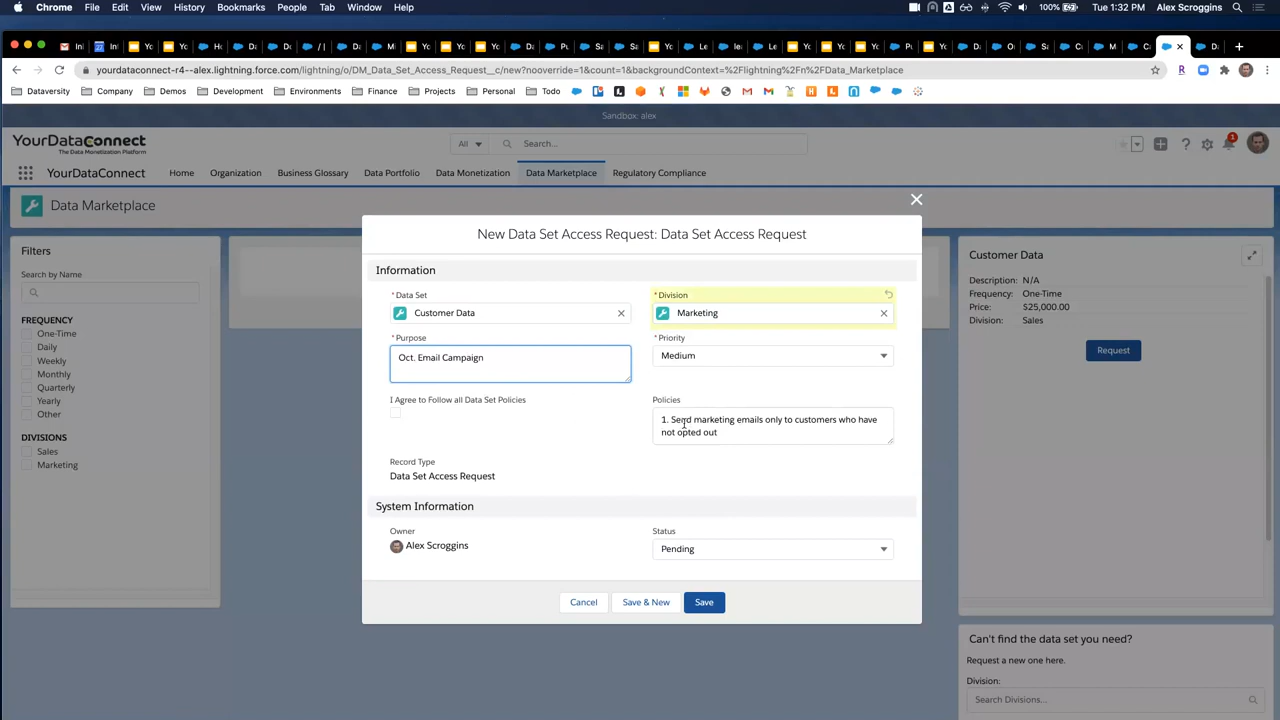 Chrome File Edit View History Bookmarks People Tab Window Help
100% Tue 1:32 PM Alex Scroggins
yourdataconnect-r4--alex.lightning.force.com/lightning/o/DM_Data_Set_Access_Request__c/new?nooverride=1&count=1&backgroundContext=%2Flightning%2Fn%2FData_Marketplace
Dataversity Company Demos Development Environments Finance Projects Personal Todo
Sandbox: alex
YourDataConnect
The Data Monetization Platform
All Search...
1
YourDataConnect Home Organization Business Glossary Data Portfolio Data Monetization Data Marketplace Regulatory Compliance
Data Marketplace
Filters
Search by Name
FREQUENCY
One-Time
Daily
Weekly
Monthly
Quarterly
Yearly
Other
DIVISIONS
Sales
Marketing
New Data Set Access Request: Data Set Access Request
Information
* Data Set
Customer Data
* Division
Marketing
* Purpose
Oct. Email Campaign
* Priority
Medium
I Agree to Follow all Data Set Policies
Policies
1. Send marketing emails only to customers who have
not opted out
Record Type
Data Set Access Request
System Information
Owner
Alex Scroggins
Status
Pending
Cancel Save & New Save
Customer Data
Description: N/A
Frequency: One-Time
Price: $25,000.00
Division: Sales
Request
Can't find the data set you need?
Request a new one here.
Division:
Search Divisions...